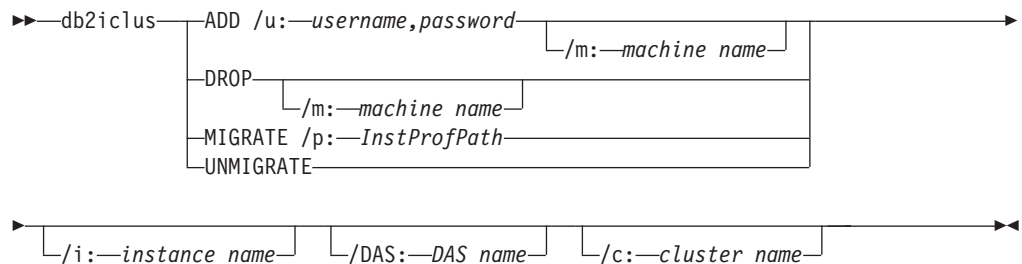 db2iclus ADD /u: username,password
/m: machine name
DROP
/m: machine name
MIGRATE /p: InstProfPath
UNMIGRATE
/i: instance name /DAS: DAS name /c: cluster name